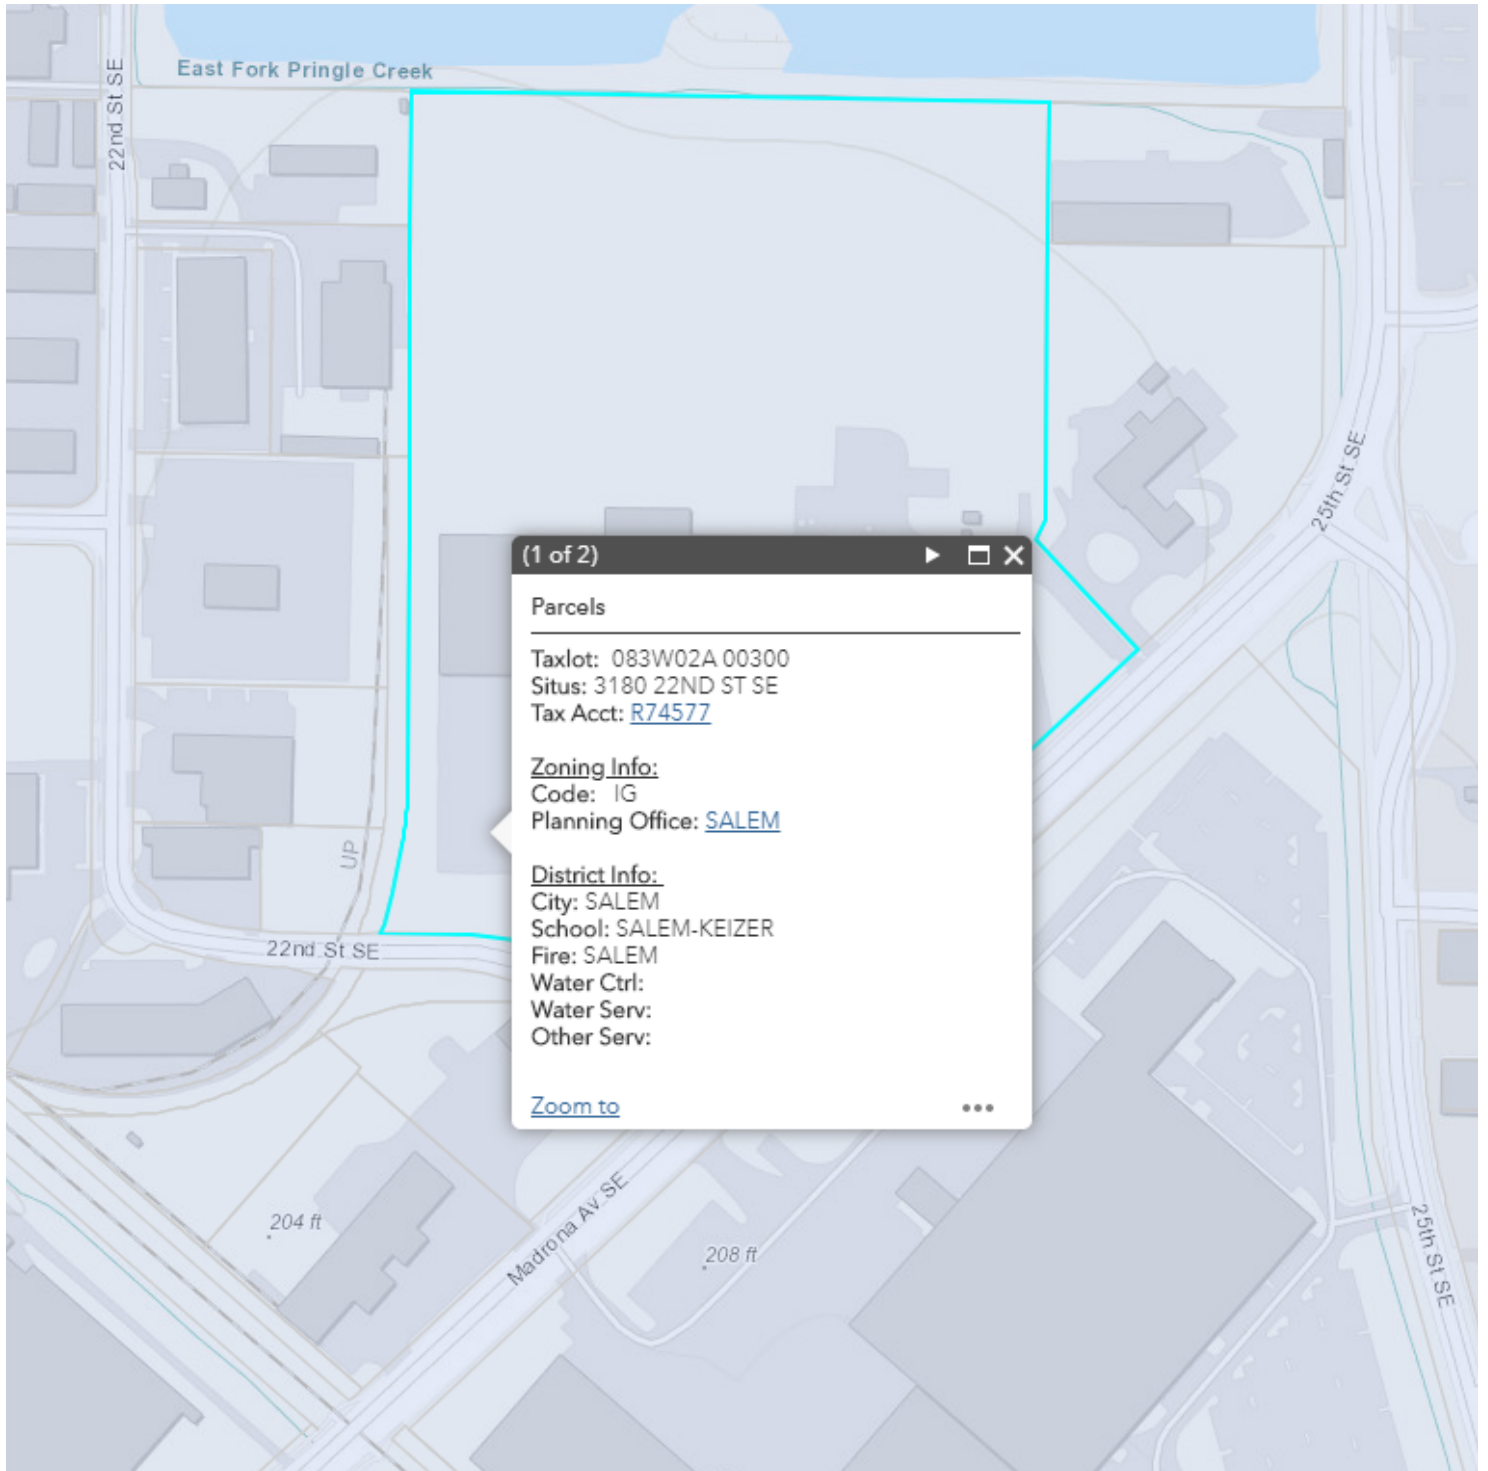 East Fork Pringle Creek
22nd St SE
25th St SE
(1 of 2)
Parcels
Taxlot: 083W02A 00300
Situs: 3180 22ND ST SE
Tax Acct: R74577
Zoning Info:
Code: IG
Planning Office: SALEM
District Info:
City: SALEM
School: SALEM-KEIZER
Fire: SALEM
Water Ctrl:
Water Serv:
Other Serv:
Zoom to
UP
22nd St SE
204 ft
Madrona Av SE
208 ft
25th St SE